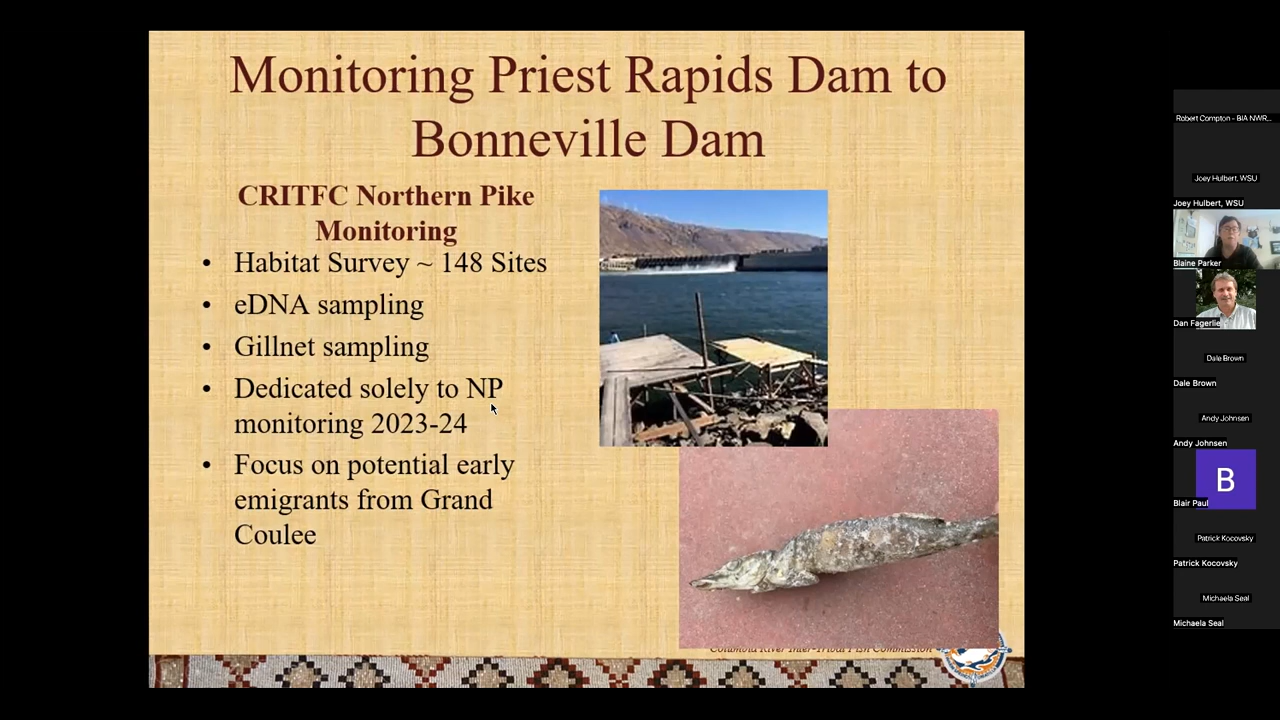 Monitoring Priest Rapids Dam to
Bonneville Dam
CRITFC Northern Pike
Monitoring
• Habitat Survey ~ 148 Sites
• eDNA sampling
• Gillnet sampling
• Dedicated solely to NP
monitoring 2023-24
• Focus on potential early
emigrants from Grand
Coulee
Columbia River Inter-Tribal Fish Commission
Robert Compton - BIA NWR...
Joey Hulbert, WSU
Joey Hulbert, WSU
Blaine Parker
Dan Fagerlie
Dale Brown
Dale Brown
Andy Johnsen
Andy Johnsen
B
Blair Paul
Patrick Kocovsky
Patrick Kocovsky
Michaela Seal
Michaela Seal